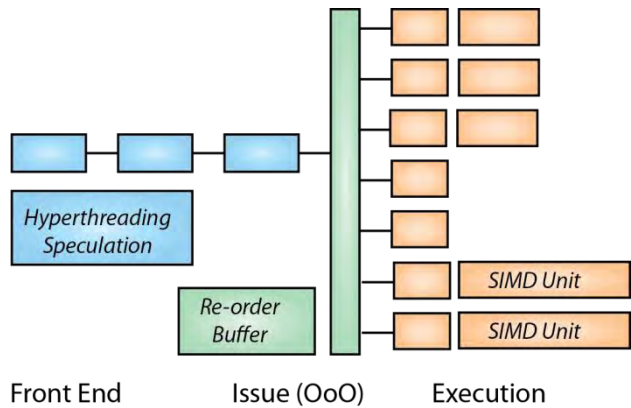 Hyperthreading
Speculation
Re-order
Buffer
SIMD Unit
SIMD Unit
Front End
Issue (OoO)
Execution